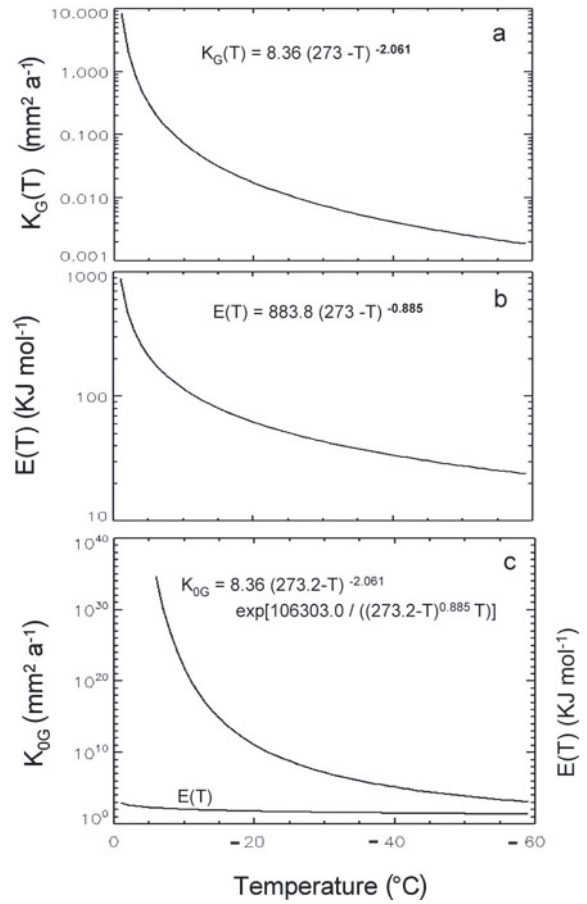 a
K_G(T) = 8.36 (273 -T) ^-2.061
K_G(T) (mm² a⁻¹)
10.000
1.000
0.100
0.010
0.001
b
E(T) = 883.8 (273 -T) ^-0.885
E(T) (KJ mol⁻¹)
1000
100
10
c
K_0G = 8.36 (273.2-T) ^-2.061
exp[106303.0 / ((273.2-T)^0.885 T)]
K_0G (mm² a⁻¹)
10⁴⁰
10³⁰
10²⁰
10¹⁰
10⁰
E(T)
E(T) (KJ mol⁻¹)
0 -20 -40 -60
Temperature (°C)